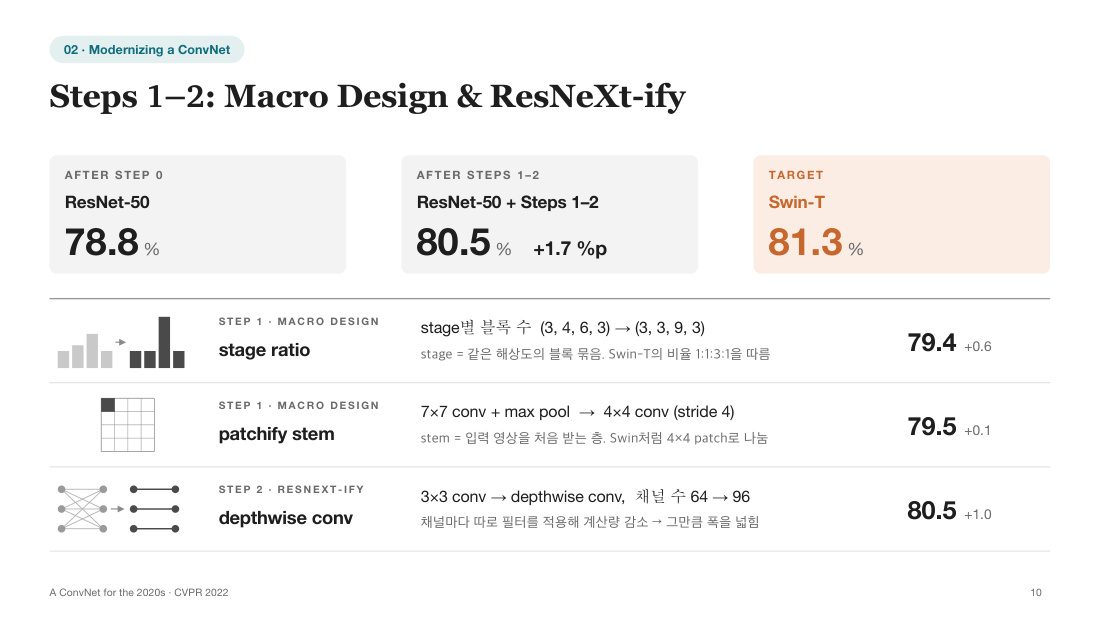 02 · Modernizing a ConvNet
Steps 1–2: Macro Design & ResNeXt-ify
AFTER STEP 0
ResNet-50
78.8 %
AFTER STEPS 1–2
ResNet-50 + Steps 1–2
80.5 % +1.7 %p
TARGET
Swin-T
81.3 %
STEP 1 · MACRO DESIGN
stage ratio
stage별 블록 수 (3, 4, 6, 3) → (3, 3, 9, 3)
stage = 같은 해상도의 블록 묶음. Swin-T의 비율 1:1:3:1을 따름
79.4 +0.6
STEP 1 · MACRO DESIGN
patchify stem
7×7 conv + max pool → 4×4 conv (stride 4)
stem = 입력 영상을 처음 받는 층. Swin처럼 4×4 patch로 나눔
79.5 +0.1
STEP 2 · RESNEXT-IFY
depthwise conv
3×3 conv → depthwise conv, 채널 수 64 → 96
채널마다 따로 필터를 적용해 계산량 감소 → 그만큼 폭을 넓힘
80.5 +1.0
A ConvNet for the 2020s · CVPR 2022
10